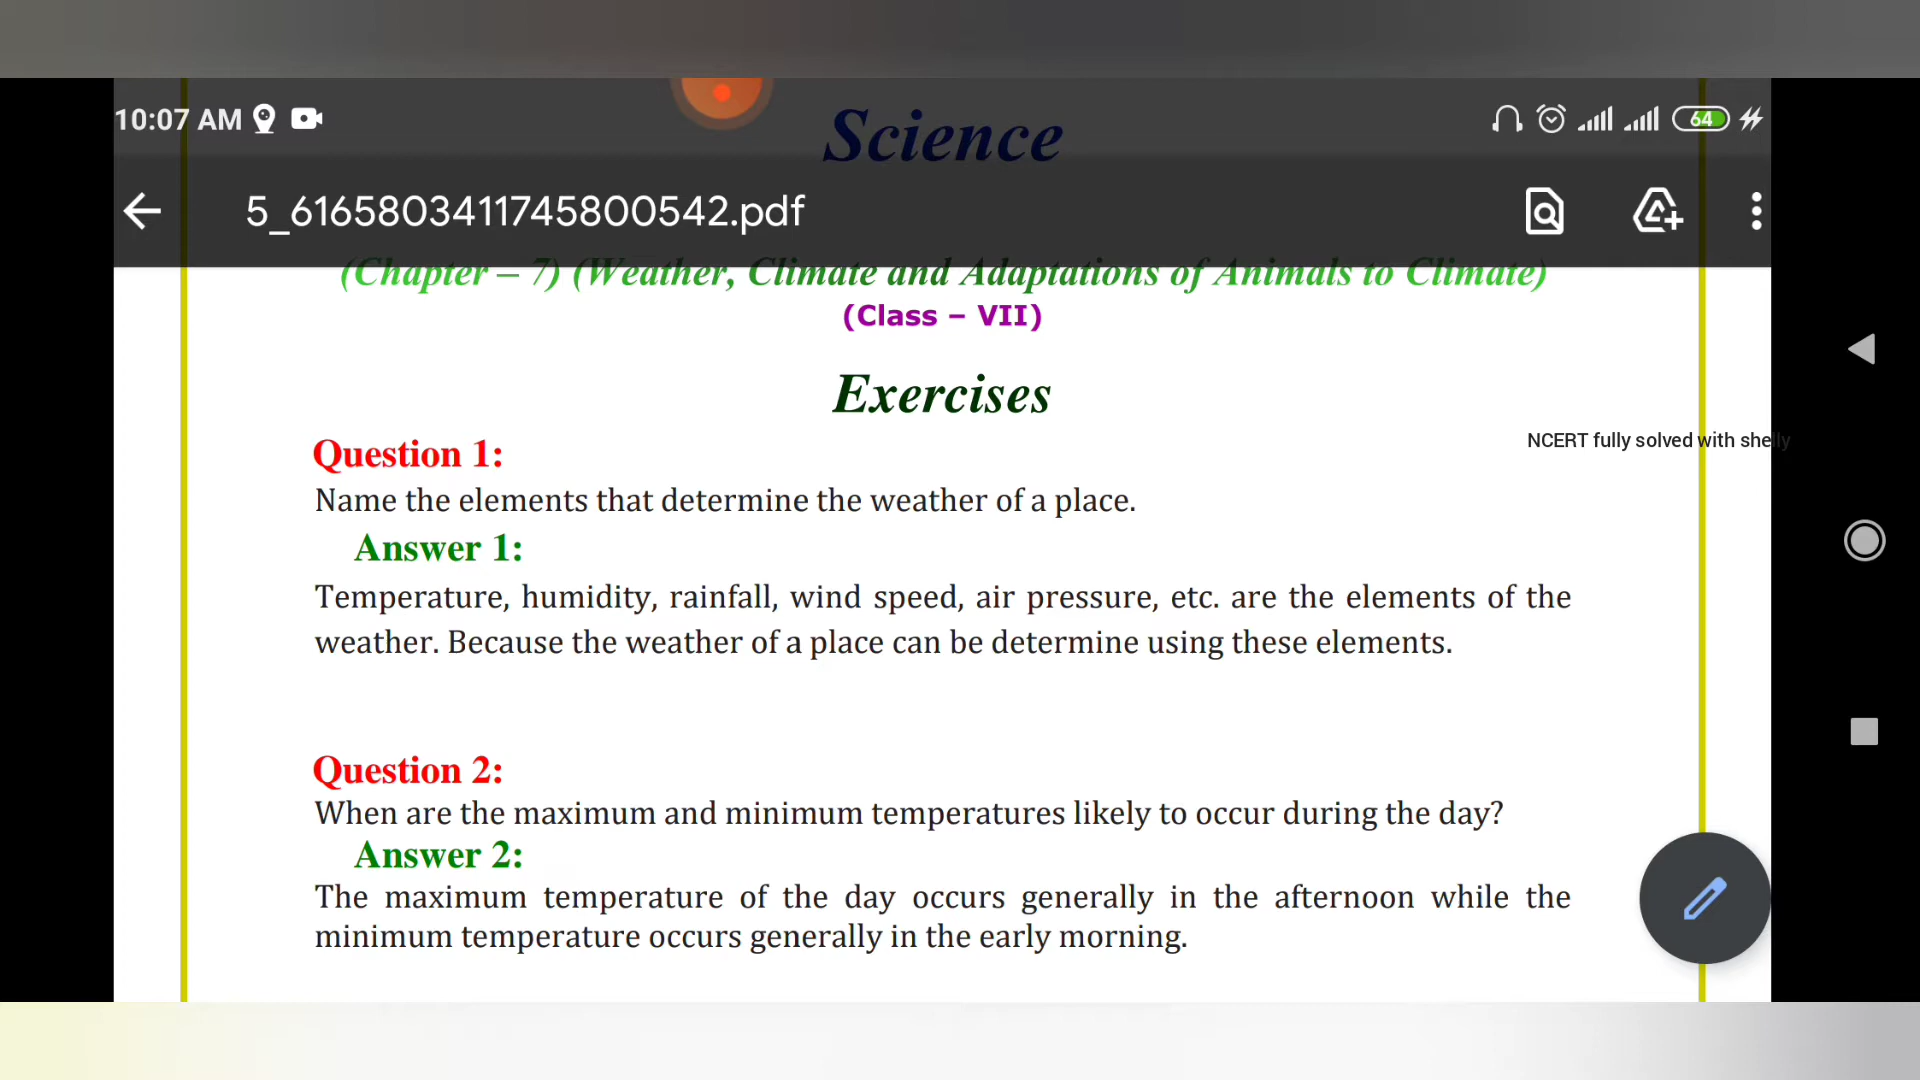 10:07 AM
64
Science
5_6165803411745800542.pdf
(Chapter – 7) (Weather, Climate and Adaptations of Animals to Climate)
(Class – VII)
Exercises
NCERT fully solved with shelly
Question 1:
Name the elements that determine the weather of a place.
Answer 1:
Temperature, humidity, rainfall, wind speed, air pressure, etc. are the elements of the
weather. Because the weather of a place can be determine using these elements.
Question 2:
When are the maximum and minimum temperatures likely to occur during the day?
Answer 2:
The maximum temperature of the day occurs generally in the afternoon while the
minimum temperature occurs generally in the early morning.